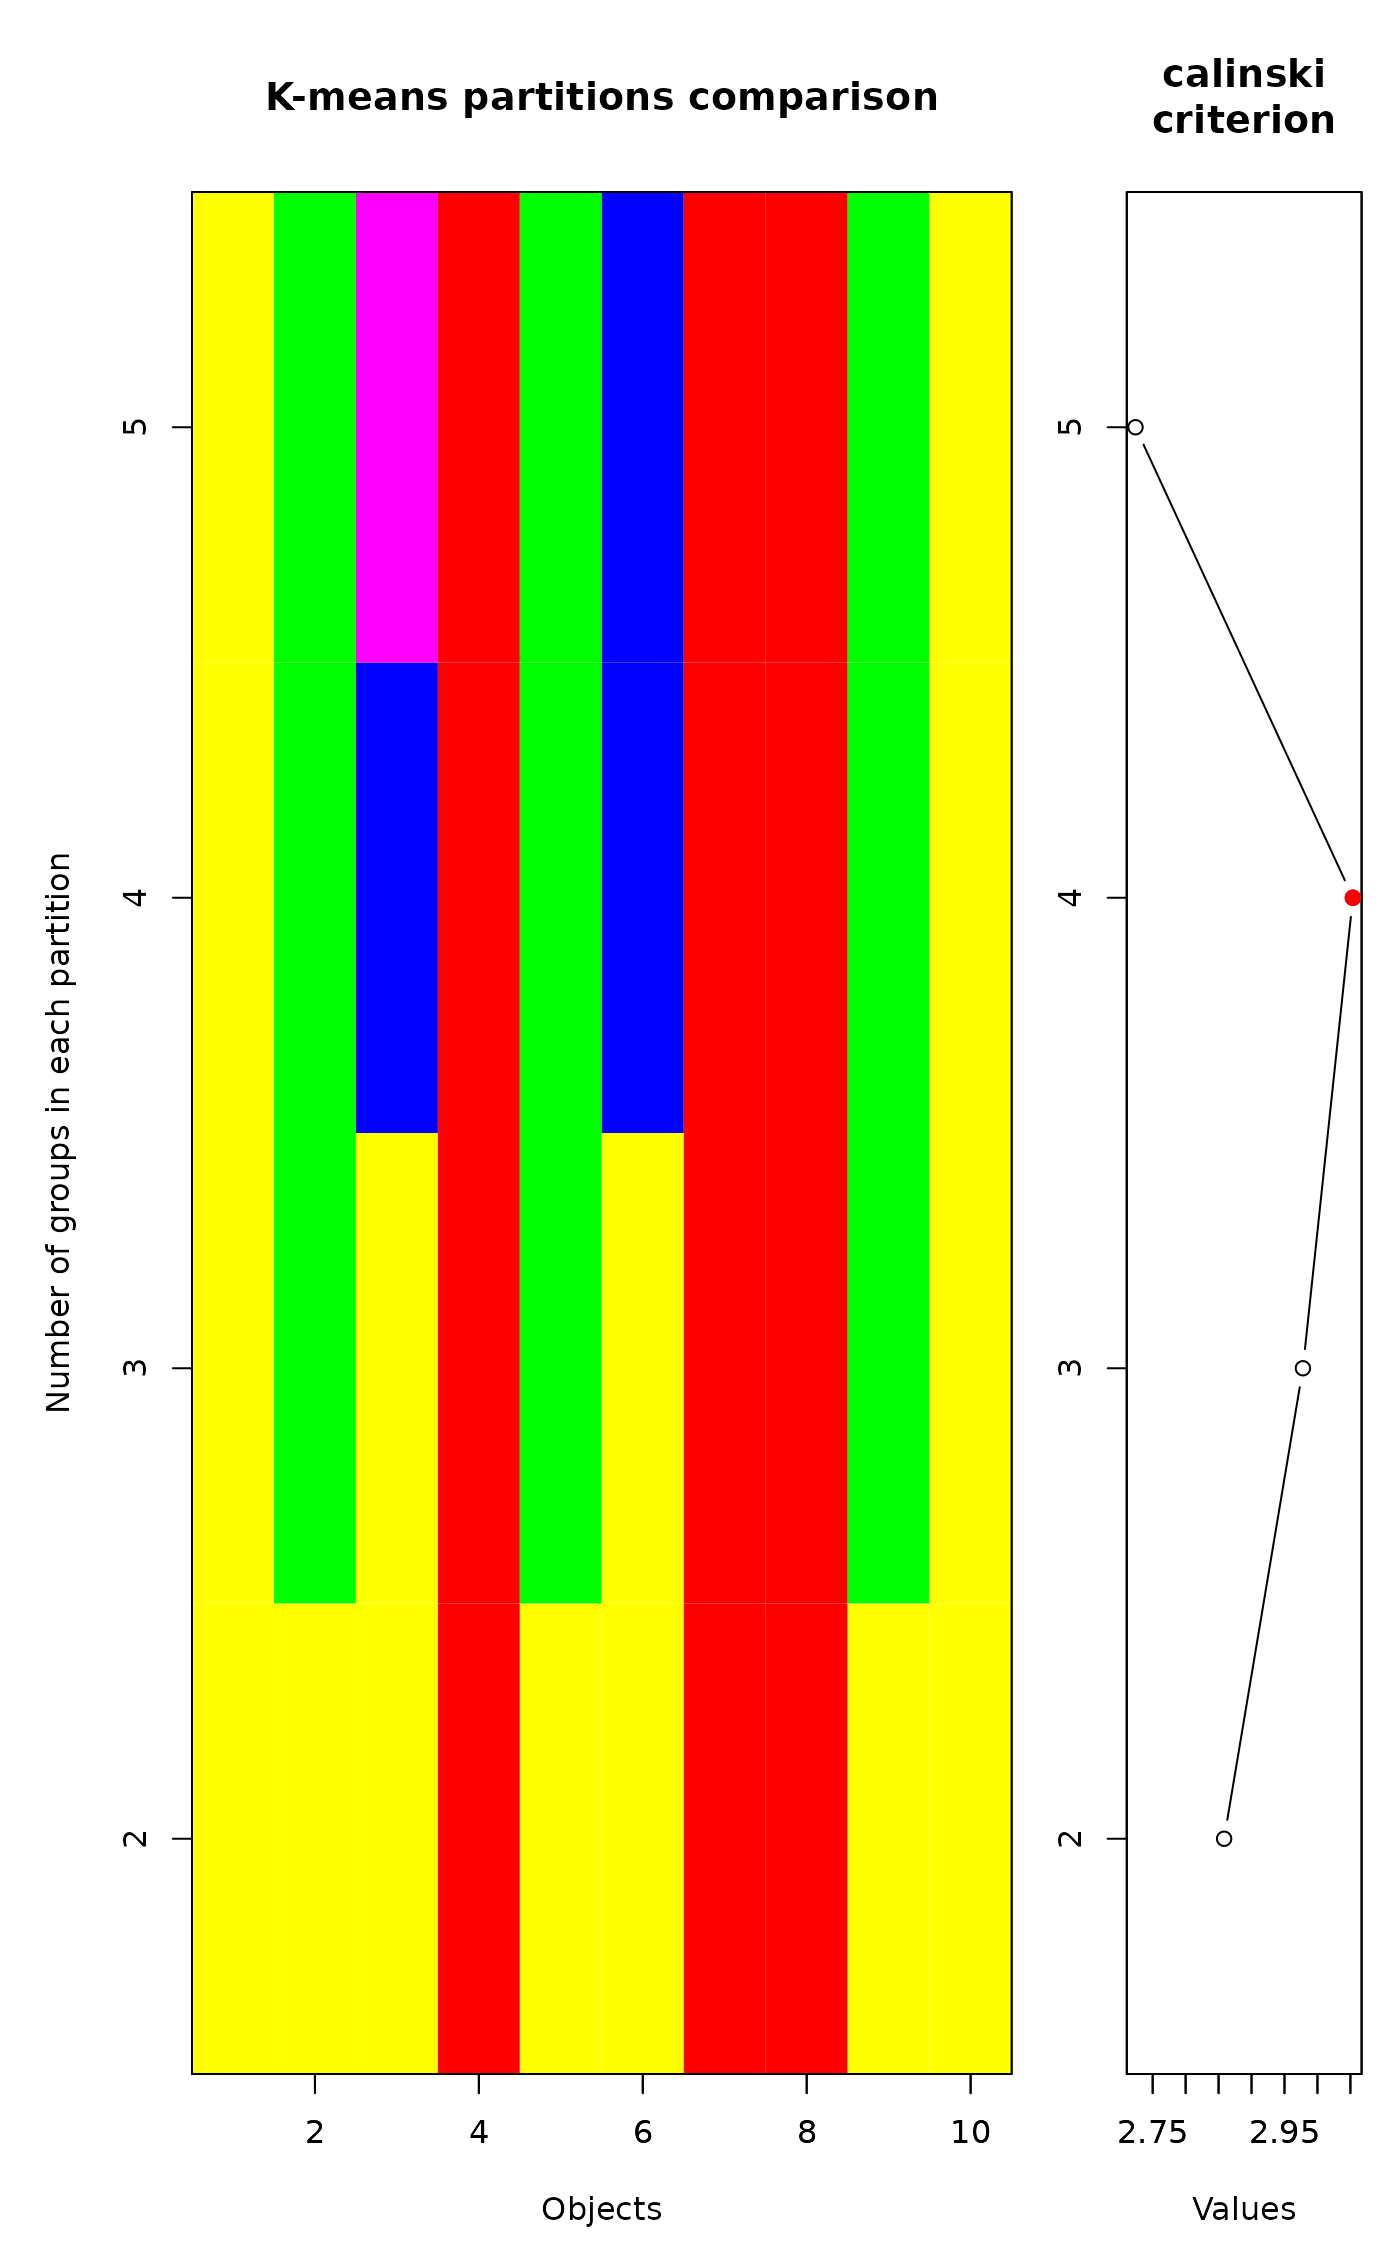 K-means partitions comparison
calinski
criterion
Number of groups in each partition
5
4
3
2
2 4 6 8 10
Objects
5
4
3
2
2.75 2.95
Values